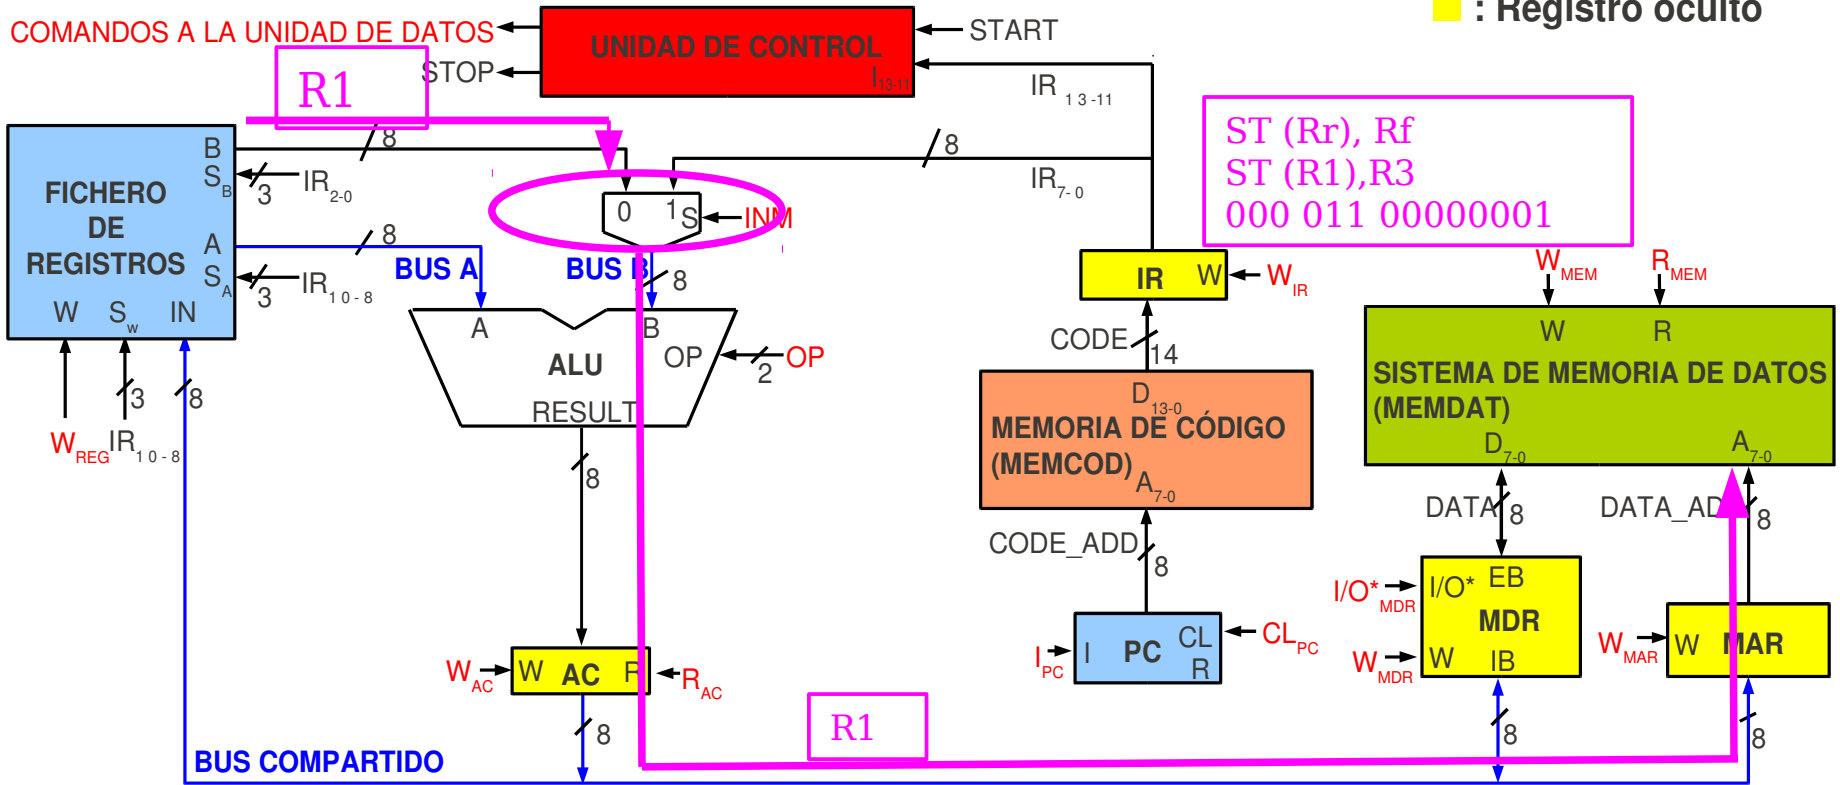 : Registro oculto
COMANDOS A LA UNIDAD DE DATOS
UNIDAD DE CONTROL
START
STOP
I13-11
IR 13-11
R1
ST (Rr), Rf
ST (R1),R3
000 011 00000001
FICHERO
DE
REGISTROS
B
SB
3
IR2-0
A
SA
3
IR10-8
W
Sw
IN
8
8
8
IR7-0
0
1
S
INM
BUS A
BUS B
8
A
B
ALU
OP
2
OP
RESULT
8
WREG
3
IR10-8
8
IR
W
WIR
CODE
14
D13-0
MEMORIA DE CÓDIGO
(MEMCOD)
A7-0
CODE_ADD
8
IPC
I
PC
CL
R
CLPC
WMEM
RMEM
W
R
SISTEMA DE MEMORIA DE DATOS
(MEMDAT)
D7-0
A7-0
DATA
8
DATA_AD
8
I/O*MDR
I/O*
EB
MDR
WMDR
W
IB
WMAR
W
MAR
WAC
W
AC
R
RAC
8
R1
8
8
BUS COMPARTIDO